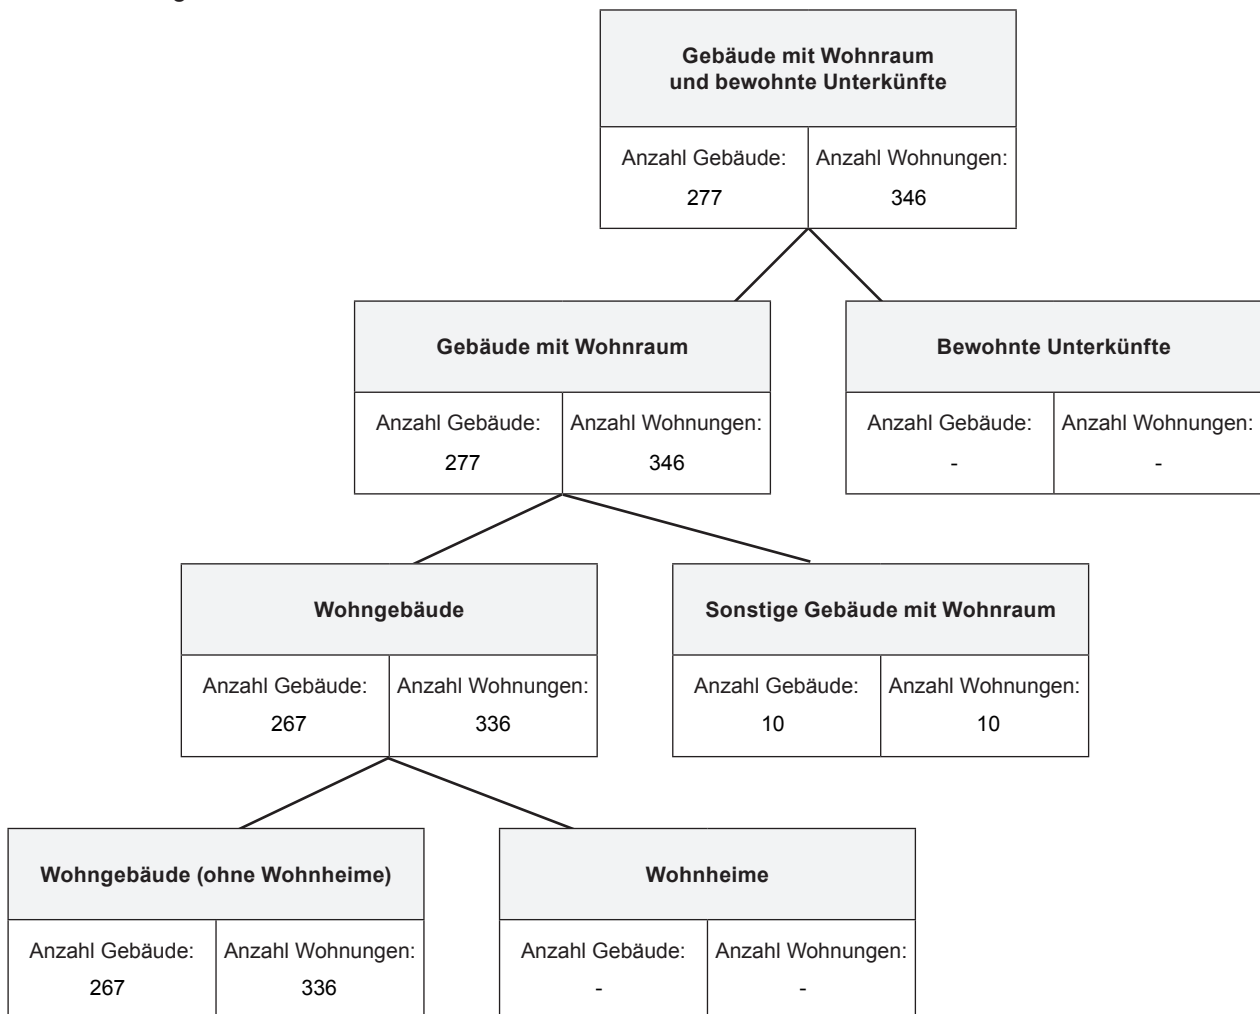 Gebäude mit Wohnraum
und bewohnte Unterkünfte
Anzahl Gebäude: Anzahl Wohnungen:
277 346
Gebäude mit Wohnraum
Anzahl Gebäude: Anzahl Wohnungen:
277 346
Bewohnte Unterkünfte
Anzahl Gebäude: Anzahl Wohnungen:
- -
Wohngebäude
Anzahl Gebäude: Anzahl Wohnungen:
267 336
Sonstige Gebäude mit Wohnraum
Anzahl Gebäude: Anzahl Wohnungen:
10 10
Wohngebäude (ohne Wohnheime)
Anzahl Gebäude: Anzahl Wohnungen:
267 336
Wohnheime
Anzahl Gebäude: Anzahl Wohnungen:
- -